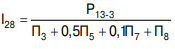 I28 = P13-3
П3 + 0,5П5 + 0,1П7 + П8